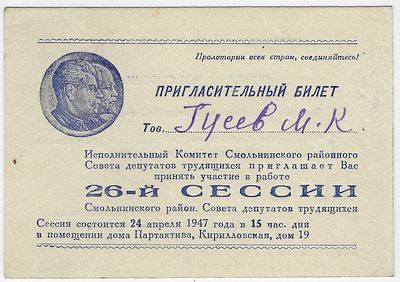 Пролетарии всех стран, соединяйтесь!
ПРИГЛАСИТЕЛЬНЫЙ БИЛЕТ
Тов. Гусев М. К.
Исполнительный Комитет Смольнинского районного
Совета депутатов трудящихся приглашает Вас
принять участие в работе
26-й СЕССИИ
Смольнинского район. Совета депутатов трудящихся
Сессия состоится 24 апреля 1947 года в 15 час. дня
в помещении дома Партактива, Кирилловская, дом 19